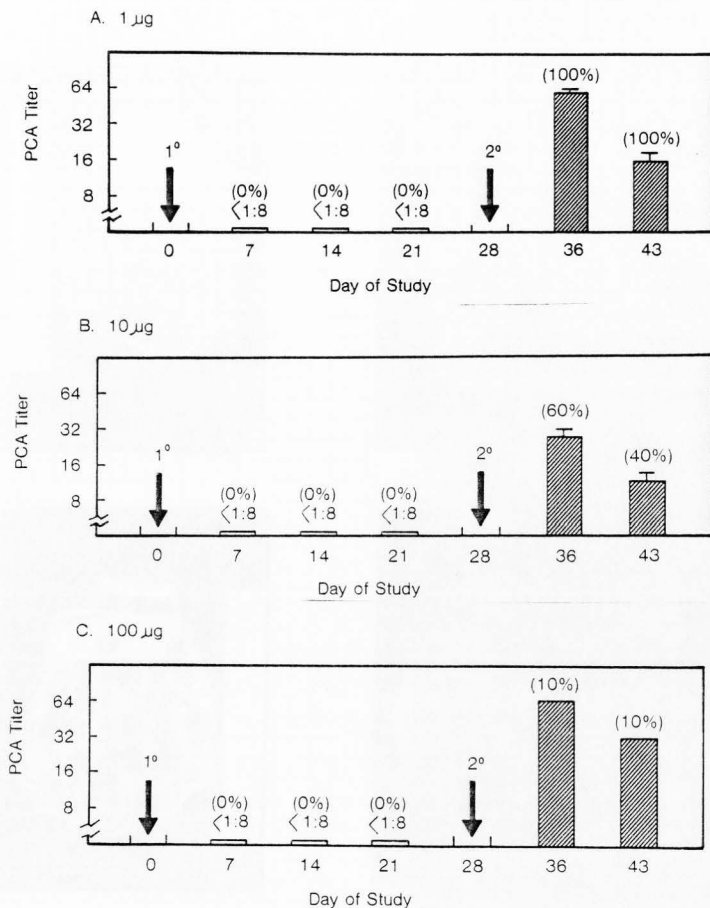 A. 1 µg
PCA Titer
64
32
16
8
1°
(0%) (0%) (0%)
<1:8 <1:8 <1:8
2°
(100%)
(100%)
0 7 14 21 28 36 43
Day of Study
B. 10 µg
PCA Titer
64
32
16
8
1°
(0%) (0%) (0%)
<1:8 <1:8 <1:8
2°
(60%)
(40%)
0 7 14 21 28 36 43
Day of Study
C. 100 µg
PCA Titer
64
32
16
8
1°
(0%) (0%) (0%)
<1:8 <1:8 <1:8
2°
(10%)
(10%)
0 7 14 21 28 36 43
Day of Study